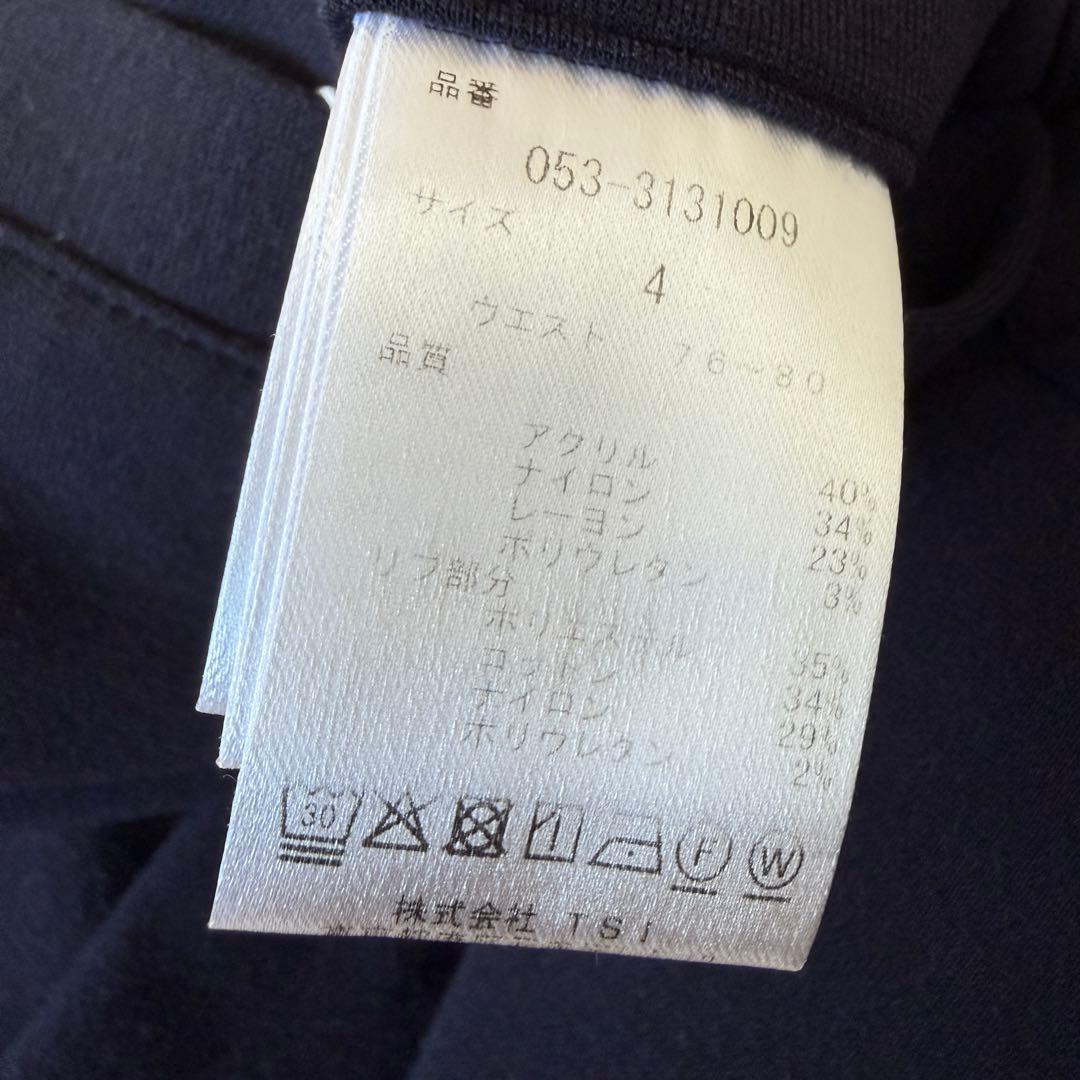 品番
053-3131009
サイズ
4
ウエスト 76~80
品質
アクリル 40%
ナイロン 34%
レーヨン 23%
ポリウレタン 3%
リブ部分
ポリエステル 35%
コットン 34%
ナイロン 29%
ポリウレタン 2%
30 F W
株式会社 TSI